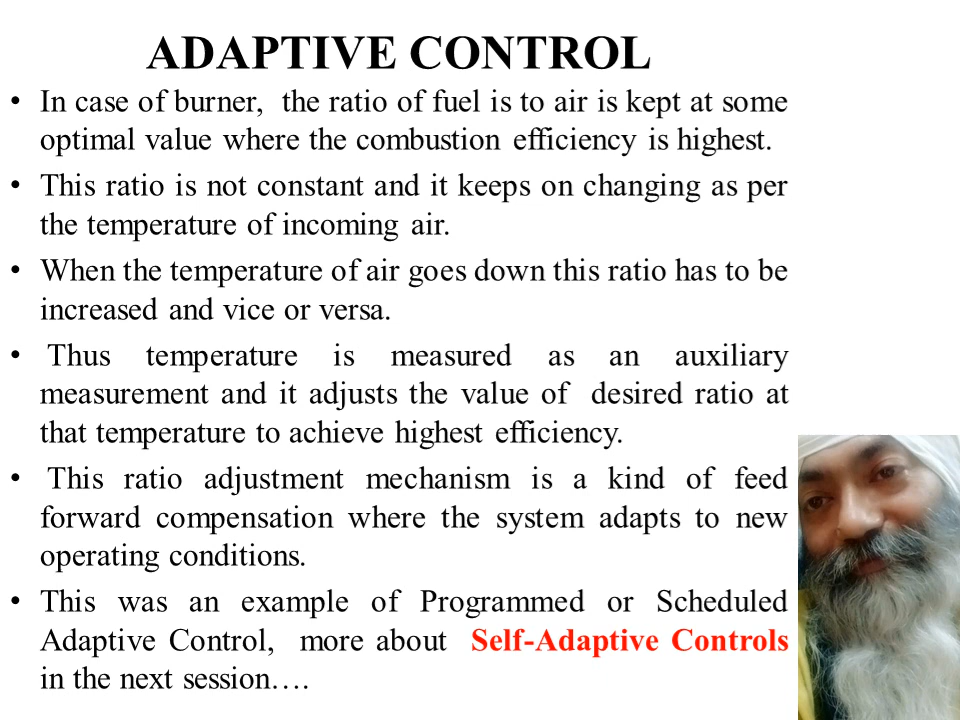 ADAPTIVE CONTROL
• In case of burner,  the ratio of fuel is to air is kept at some
optimal value where the combustion efficiency is highest.
• This ratio is not constant and it keeps on changing as per
the temperature of incoming air.
• When the temperature of air goes down this ratio has to be
increased and vice or versa.
• Thus temperature is measured as an auxiliary
measurement and it adjusts the value of  desired ratio at
that temperature to achieve highest efficiency.
• This ratio adjustment mechanism is a kind of feed
forward compensation where the system adapts to new
operating conditions.
• This was an example of Programmed or Scheduled
Adaptive Control,  more about  Self-Adaptive Controls
in the next session….